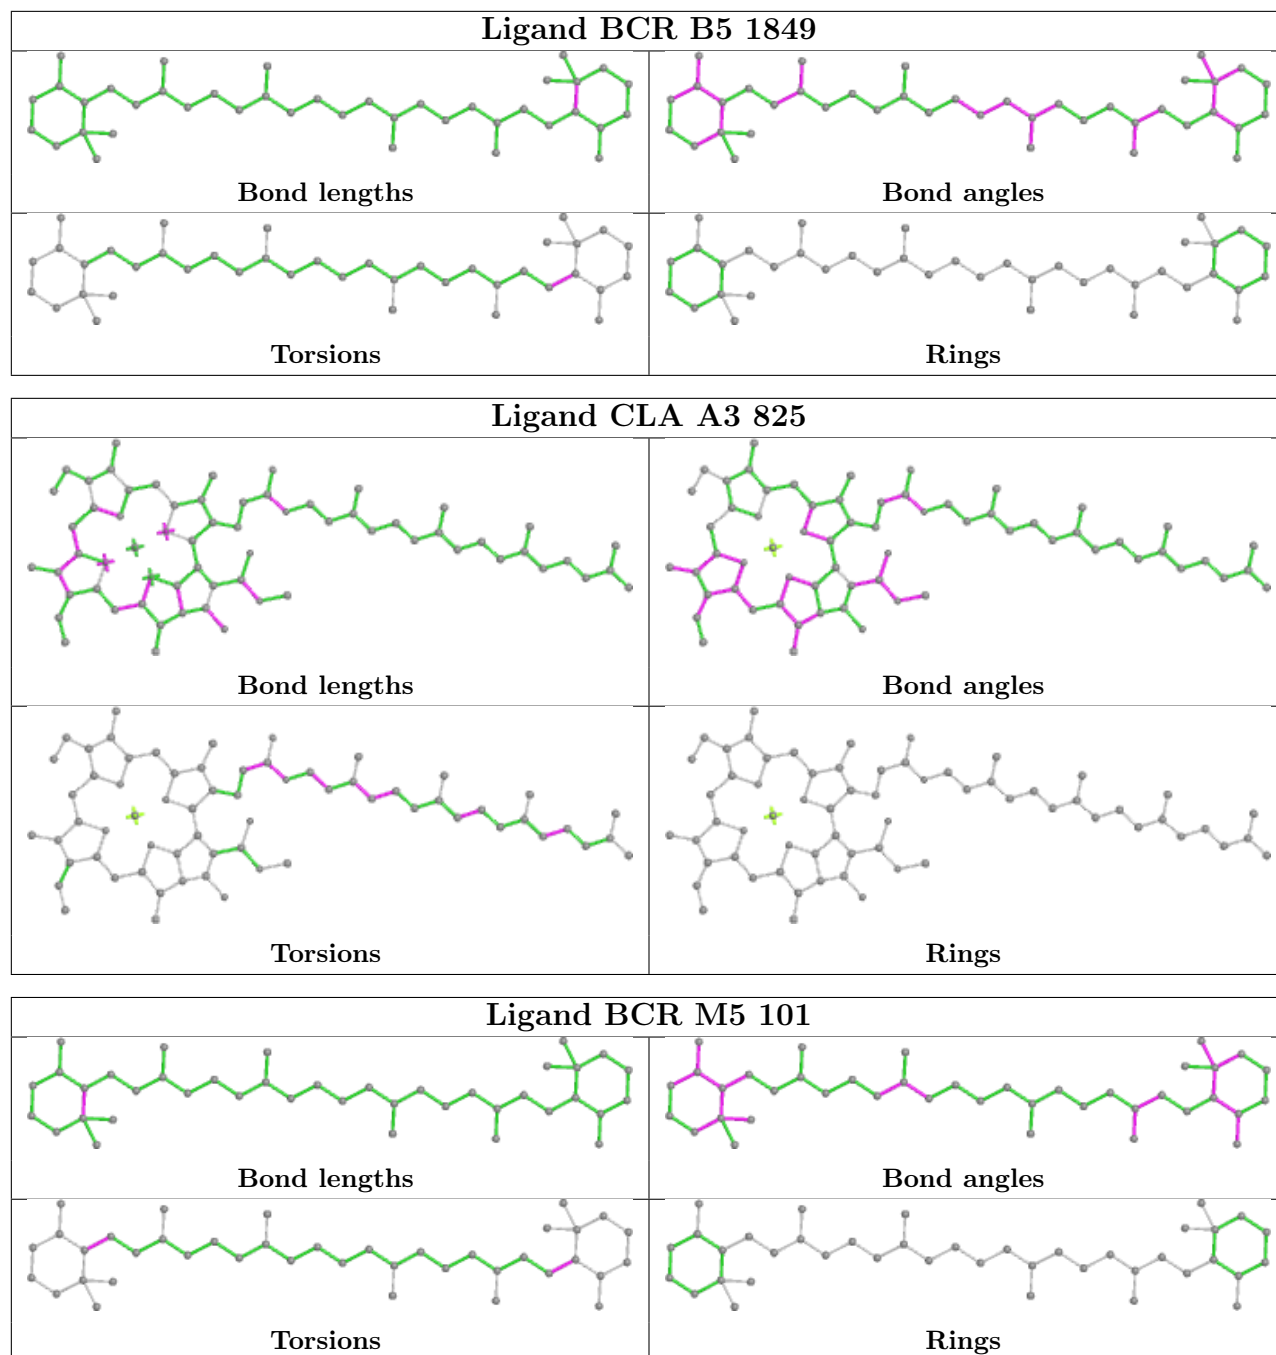 Ligand BCR B5 1849
Bond lengths
Bond angles
Torsions
Rings
Ligand CLA A3 825
Bond lengths
Bond angles
Torsions
Rings
Ligand BCR M5 101
Bond lengths
Bond angles
Torsions
Rings